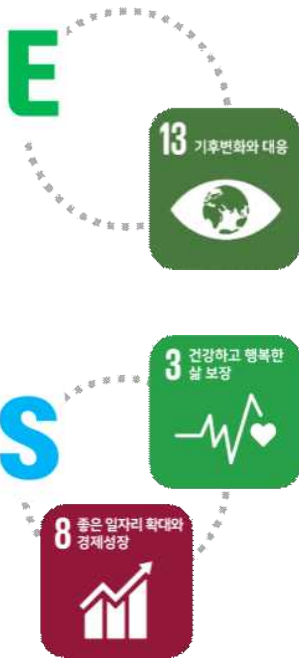 E
13 기후변화와 대응
S
3 건강하고 행복한
삶 보장
8 좋은 일자리 확대와
경제성장